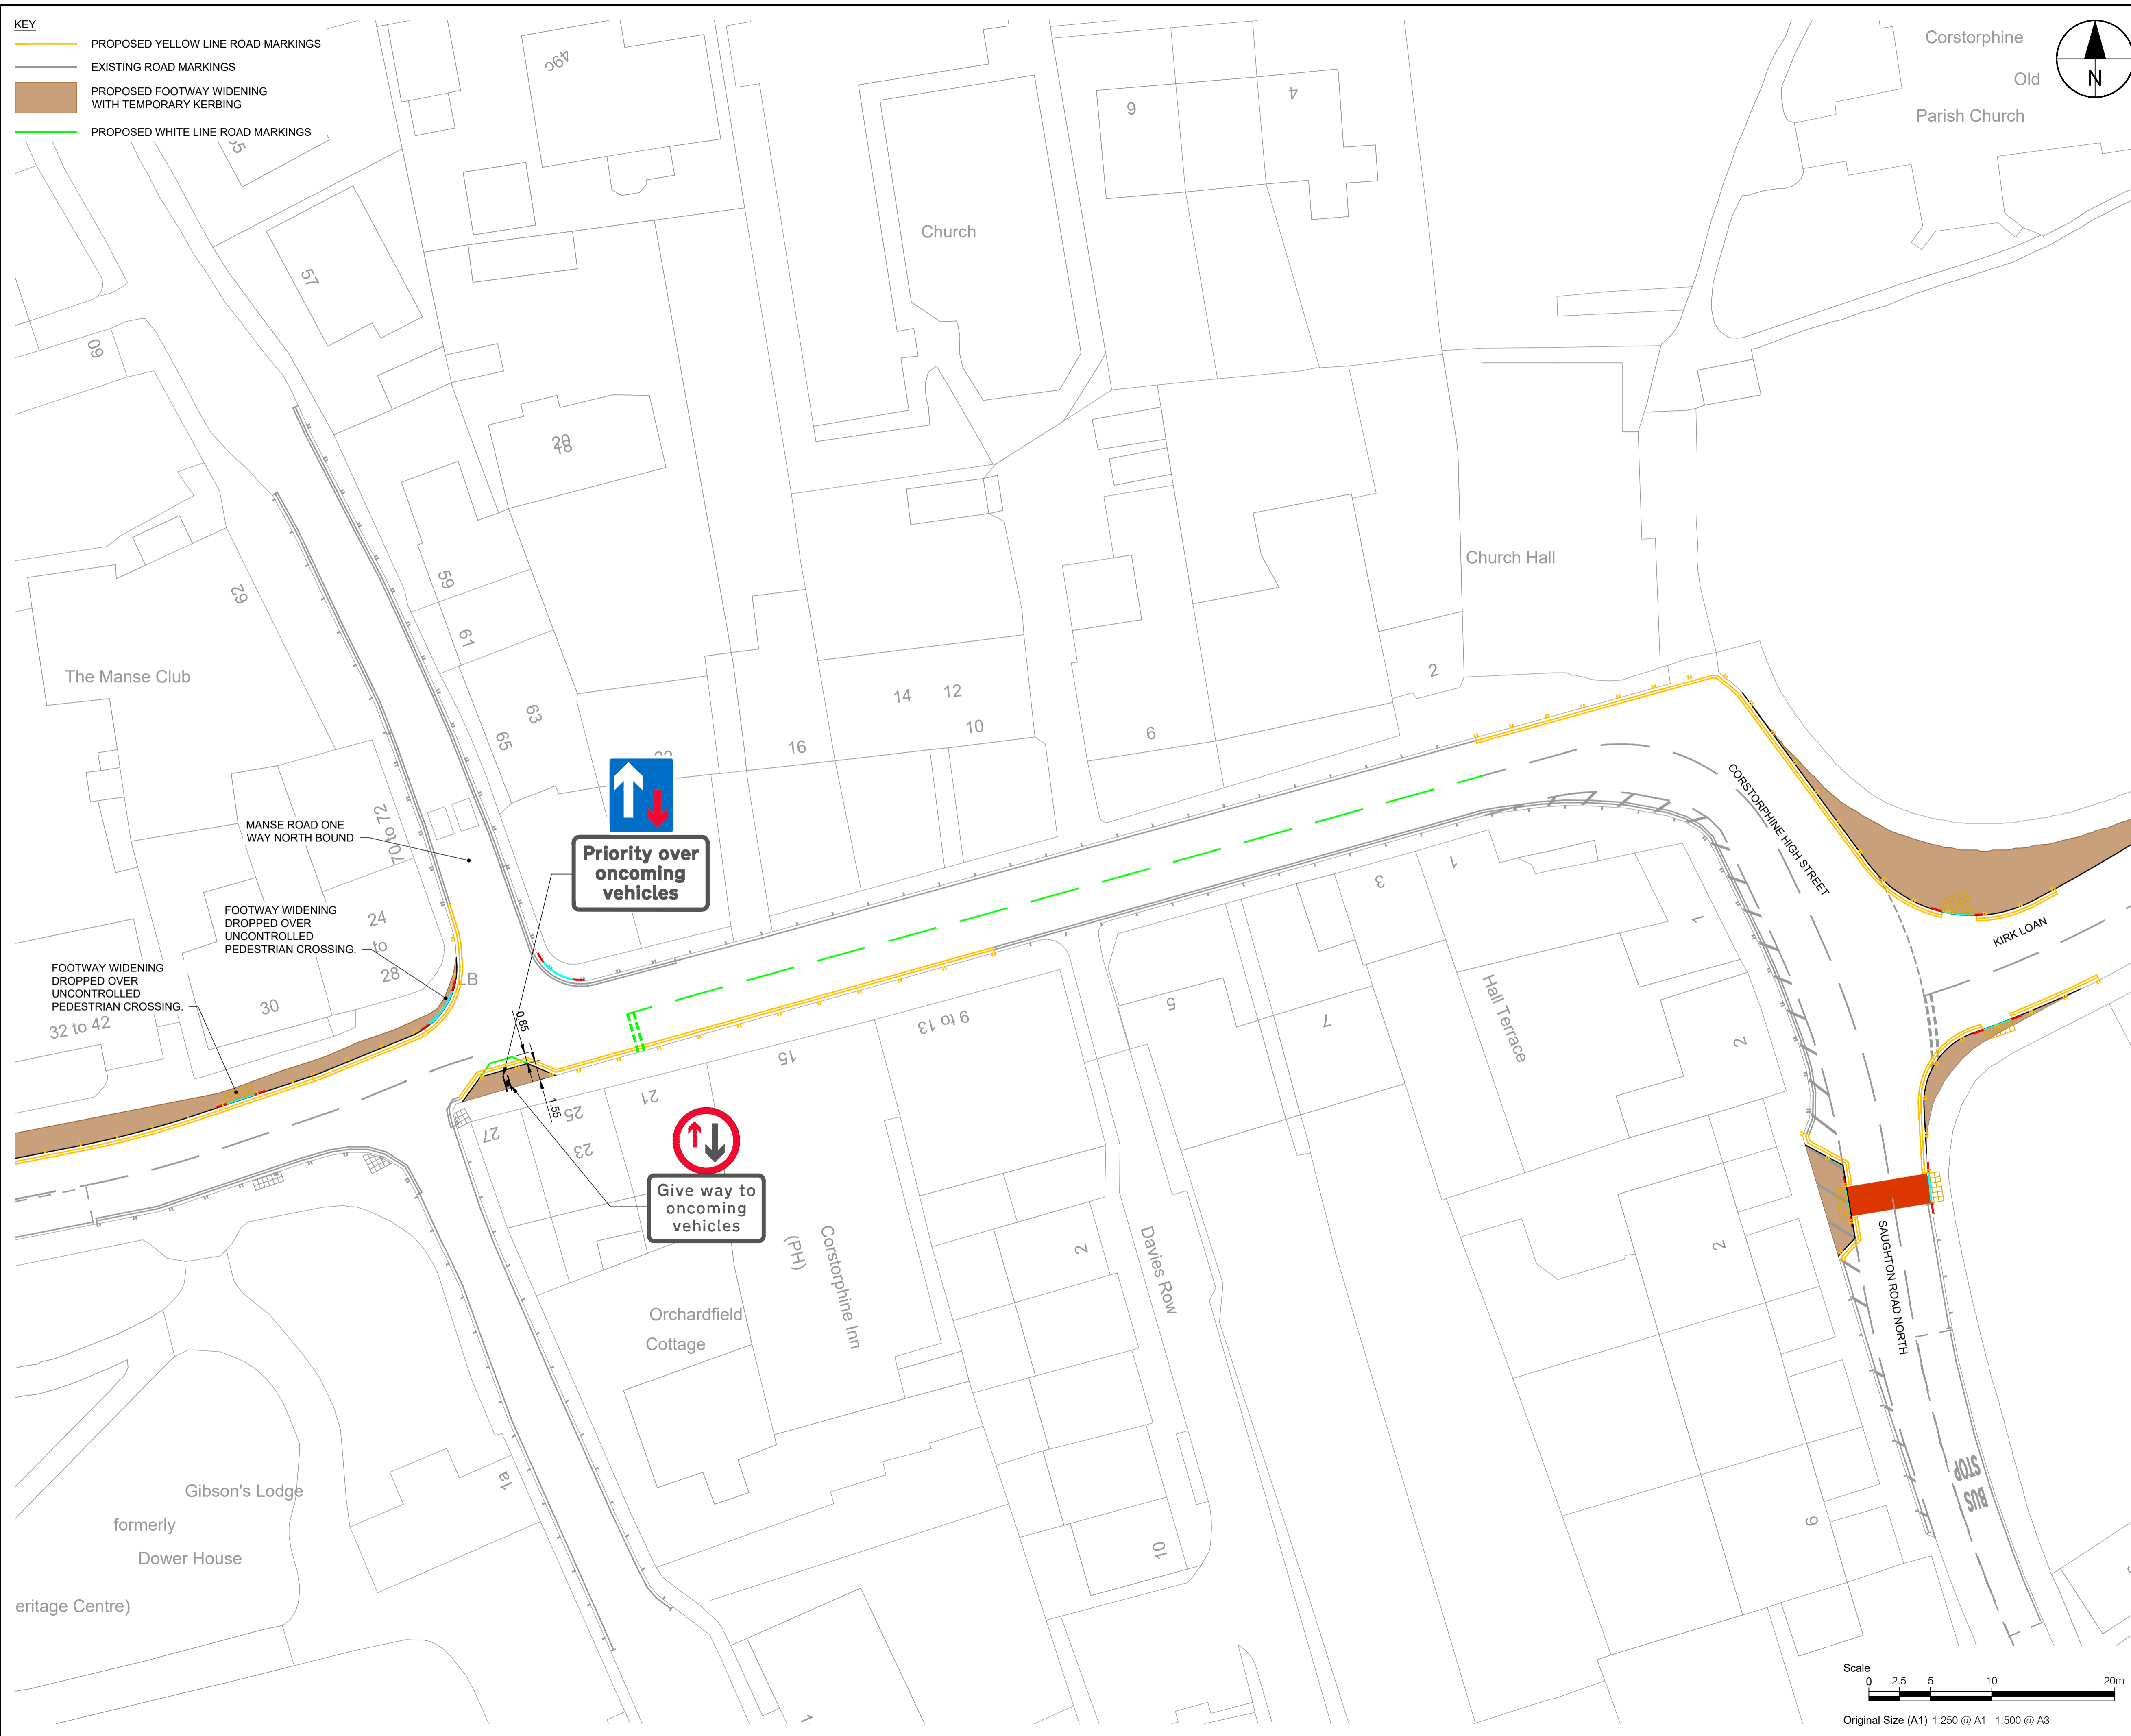 KEY
PROPOSED YELLOW LINE ROAD MARKINGS
EXISTING ROAD MARKINGS
PROPOSED FOOTWAY WIDENING
WITH TEMPORARY KERBING
PROPOSED WHITE LINE ROAD MARKINGS
49c
6
4
Corstorphine
Old
Parish Church
N
Church
57
60
20
18
59
62
61
Church Hall
The Manse Club
63
65
14
12
10
16
6
2
70 to 72
MANSE ROAD ONE
WAY NORTH BOUND
Priority over
oncoming
vehicles
CORSTORPHINE HIGH STREET
KIRK LOAN
FOOTWAY WIDENING
DROPPED OVER
UNCONTROLLED
PEDESTRIAN CROSSING.
24
to
28
LB
FOOTWAY WIDENING
DROPPED OVER
UNCONTROLLED
PEDESTRIAN CROSSING.
30
32 to 42
0.85
1.55
1
3
1
5
7
Hall Terrace
2
9 to 13
15
21
25
23
27
Give way to
oncoming
vehicles
Corstorphine Inn
(PH)
Orchardfield
Cottage
2
Davies Row
2
SAUGHTON ROAD NORTH
BUS
STOP
1a
Gibson's Lodge
formerly
Dower House
eritage Centre)
10
9
1
Scale
0 2.5 5 10 20m
Original Size (A1) 1:250 @ A1 1:500 @ A3